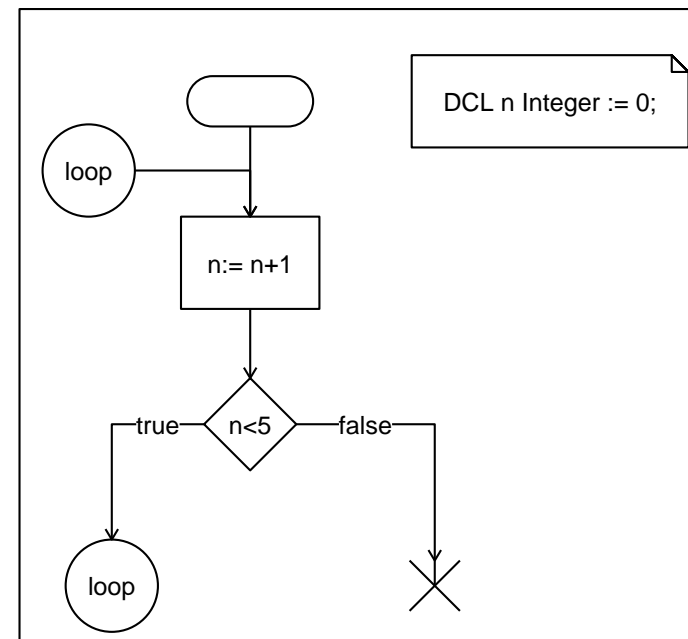 DCL n Integer := 0;
loop
n:= n+1
true
n<5
false
loop